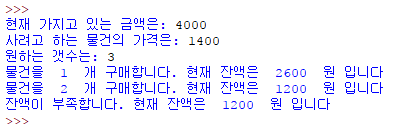 >>>
현재 가지고 있는 금액은: 4000
사려고 하는 물건의 가격은: 1400
원하는 갯수는: 3
물건을  1  개 구매합니다. 현재 잔액은  2600  원 입니다
물건을  2  개 구매합니다. 현재 잔액은  1200  원 입니다
잔액이 부족합니다. 현재 잔액은  1200  원 입니다
>>>